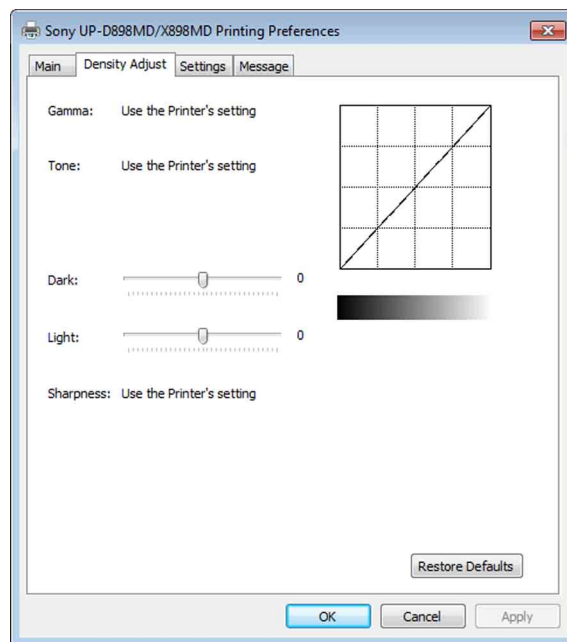 Sony UP-D898MD/X898MD Printing Preferences
Main Density Adjust Settings Message
Gamma: Use the Printer's setting
Tone: Use the Printer's setting
Dark: 0
Light: 0
Sharpness: Use the Printer's setting
Restore Defaults
OK Cancel Apply